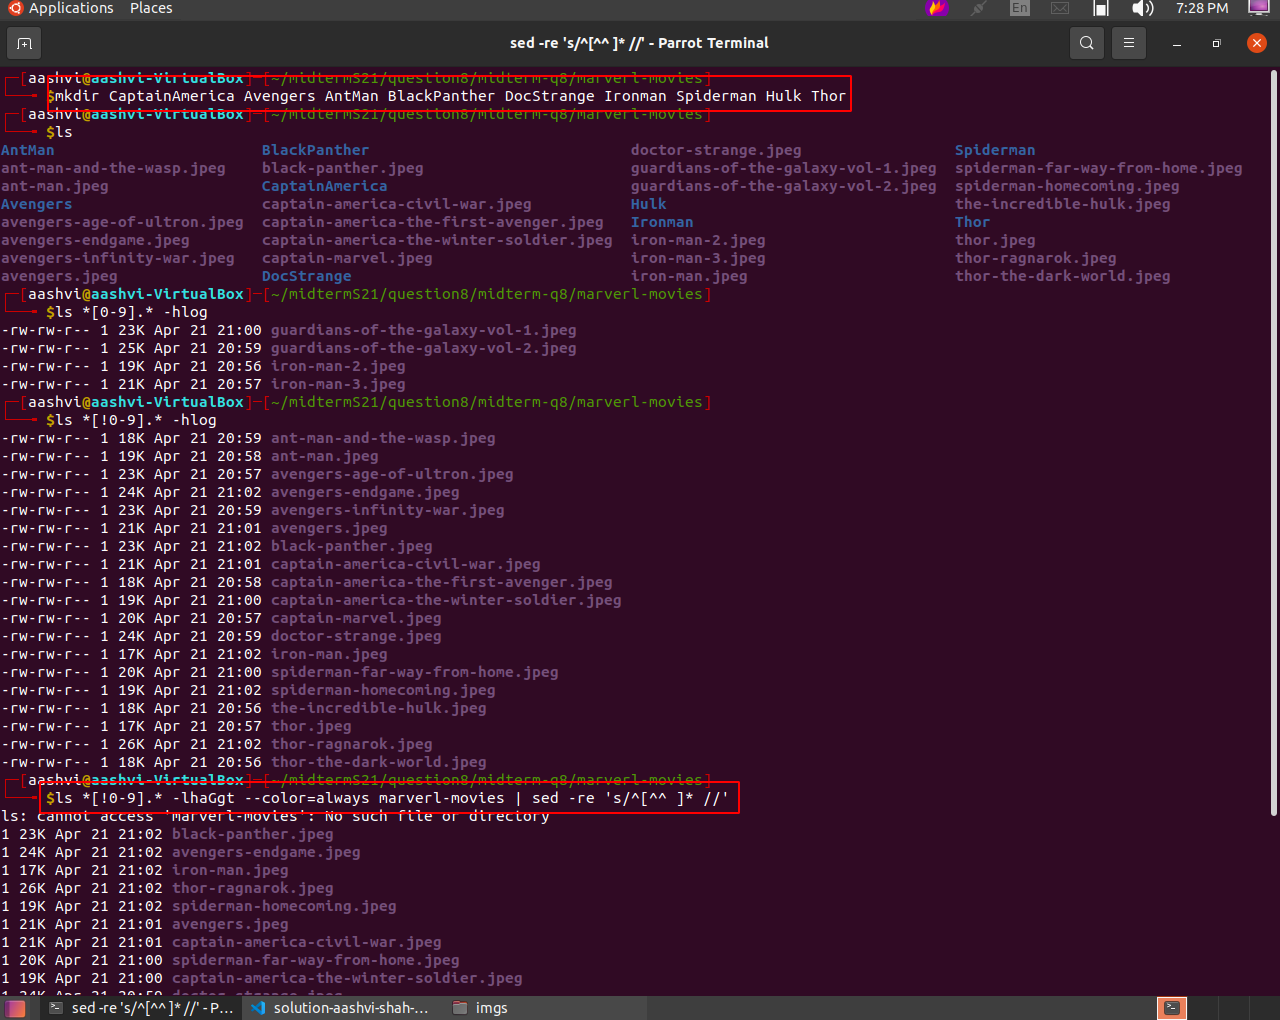 Applications Places En 7:28 PM
sed -re 's/^[^^ ]* //' - Parrot Terminal
[aashvi@aashvi-VirtualBox]─[~/midtermS21/question8/midterm-q8/marverl-movies]
$mkdir CaptainAmerica Avengers AntMan BlackPanther DocStrange Ironman Spiderman Hulk Thor
[aashvi@aashvi-VirtualBox]─[~/midtermS21/question8/midterm-q8/marverl-movies]
$ls
AntMan BlackPanther doctor-strange.jpeg Spiderman
ant-man-and-the-wasp.jpeg black-panther.jpeg guardians-of-the-galaxy-vol-1.jpeg spiderman-far-way-from-home.jpeg
ant-man.jpeg CaptainAmerica guardians-of-the-galaxy-vol-2.jpeg spiderman-homecoming.jpeg
Avengers captain-america-civil-war.jpeg Hulk the-incredible-hulk.jpeg
avengers-age-of-ultron.jpeg captain-america-the-first-avenger.jpeg Ironman Thor
avengers-endgame.jpeg captain-america-the-winter-soldier.jpeg iron-man-2.jpeg thor.jpeg
avengers-infinity-war.jpeg captain-marvel.jpeg iron-man-3.jpeg thor-ragnarok.jpeg
avengers.jpeg DocStrange iron-man.jpeg thor-the-dark-world.jpeg
[aashvi@aashvi-VirtualBox]─[~/midtermS21/question8/midterm-q8/marverl-movies]
$ls *[0-9].* -hlog
-rw-rw-r-- 1 23K Apr 21 21:00 guardians-of-the-galaxy-vol-1.jpeg
-rw-rw-r-- 1 25K Apr 21 20:59 guardians-of-the-galaxy-vol-2.jpeg
-rw-rw-r-- 1 19K Apr 21 20:56 iron-man-2.jpeg
-rw-rw-r-- 1 21K Apr 21 20:57 iron-man-3.jpeg
[aashvi@aashvi-VirtualBox]─[~/midtermS21/question8/midterm-q8/marverl-movies]
$ls *[!0-9].* -hlog
-rw-rw-r-- 1 18K Apr 21 20:59 ant-man-and-the-wasp.jpeg
-rw-rw-r-- 1 19K Apr 21 20:58 ant-man.jpeg
-rw-rw-r-- 1 23K Apr 21 20:57 avengers-age-of-ultron.jpeg
-rw-rw-r-- 1 24K Apr 21 21:02 avengers-endgame.jpeg
-rw-rw-r-- 1 23K Apr 21 20:59 avengers-infinity-war.jpeg
-rw-rw-r-- 1 21K Apr 21 21:01 avengers.jpeg
-rw-rw-r-- 1 23K Apr 21 21:02 black-panther.jpeg
-rw-rw-r-- 1 21K Apr 21 21:01 captain-america-civil-war.jpeg
-rw-rw-r-- 1 18K Apr 21 20:58 captain-america-the-first-avenger.jpeg
-rw-rw-r-- 1 19K Apr 21 21:00 captain-america-the-winter-soldier.jpeg
-rw-rw-r-- 1 20K Apr 21 20:57 captain-marvel.jpeg
-rw-rw-r-- 1 24K Apr 21 20:59 doctor-strange.jpeg
-rw-rw-r-- 1 17K Apr 21 21:02 iron-man.jpeg
-rw-rw-r-- 1 20K Apr 21 21:00 spiderman-far-way-from-home.jpeg
-rw-rw-r-- 1 19K Apr 21 21:02 spiderman-homecoming.jpeg
-rw-rw-r-- 1 18K Apr 21 20:56 the-incredible-hulk.jpeg
-rw-rw-r-- 1 17K Apr 21 20:57 thor.jpeg
-rw-rw-r-- 1 26K Apr 21 21:02 thor-ragnarok.jpeg
-rw-rw-r-- 1 18K Apr 21 20:56 thor-the-dark-world.jpeg
[aashvi@aashvi-VirtualBox]─[~/midtermS21/question8/midterm-q8/marverl-movies]
$ls *[!0-9].* -lhaGgt --color=always marverl-movies | sed -re 's/^[^^ ]* //'
ls: cannot access 'marverl-movies': No such file or directory
1 23K Apr 21 21:02 black-panther.jpeg
1 24K Apr 21 21:02 avengers-endgame.jpeg
1 17K Apr 21 21:02 iron-man.jpeg
1 26K Apr 21 21:02 thor-ragnarok.jpeg
1 19K Apr 21 21:02 spiderman-homecoming.jpeg
1 21K Apr 21 21:01 avengers.jpeg
1 21K Apr 21 21:01 captain-america-civil-war.jpeg
1 20K Apr 21 21:00 spiderman-far-way-from-home.jpeg
1 19K Apr 21 21:00 captain-america-the-winter-soldier.jpeg
1 24K Apr 21 20:59 doctor-strange.jpeg
sed -re 's/^[^^ ]* //' - P... solution-aashvi-shah-... imgs